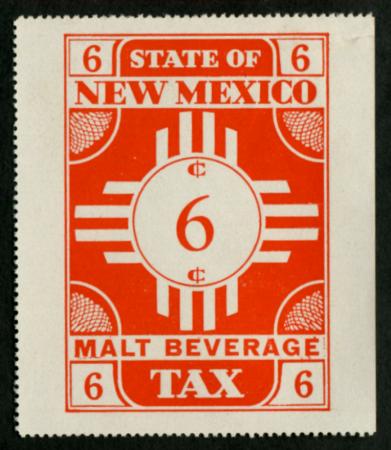 6 STATE OF 6
NEW MEXICO
¢
6
¢
MALT BEVERAGE
6 TAX 6